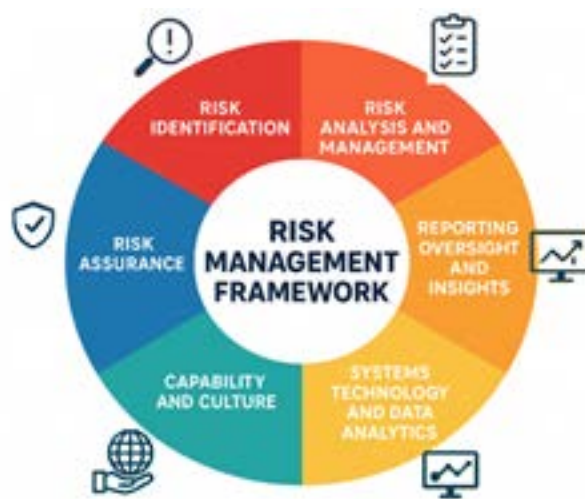 RISK
IDENTIFICATION
RISK
ANALYSIS AND
MANAGEMENT
REPORTING
OVERSIGHT
AND
INSIGHTS
SYSTEMS
TECHNOLOGY
AND DATA
ANALYTICS
CAPABILITY
AND CULTURE
RISK
ASSURANCE
RISK
MANAGEMENT
FRAMEWORK